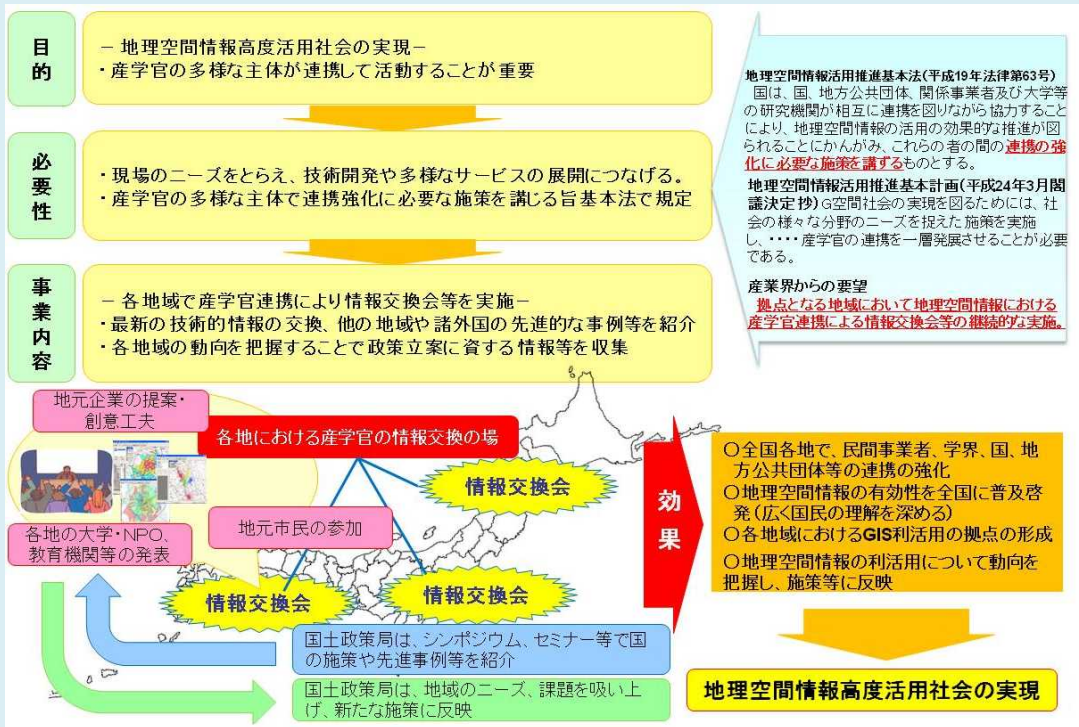 目的
－地理空間情報高度活用社会の実現－
・産学官の多様な主体が連携して活動することが重要
必要性
・現場のニーズをとらえ、技術開発や多様なサービスの展開につなげる。
・産学官の多様な主体で連携強化に必要な施策を講じる旨基本法で規定
事業内容
－各地域で産学官連携により情報交換会等を実施－
・最新の技術的情報の交換、他の地域や諸外国の先進的な事例等を紹介
・各地域の動向を把握することで政策立案に資する情報等を収集
地理空間情報活用推進基本法(平成19年法律第63号)
国は、国、地方公共団体、関係事業者及び大学等
の研究機関が相互に連携を図りながら協力すること
により、地理空間情報の活用の効果的な推進が図
られることにかんがみ、これらの者の間の連携の強
化に必要な施策を講ずるものとする。
地理空間情報活用推進基本計画(平成24年3月閣
議決定抄)G空間社会の実現を図るためには、社
会の様々な分野のニーズを捉えた施策を実施
し、・・・・産学官の連携を一層発展させることが必要
である。
産業界からの要望
拠点となる地域において地理空間情報における
産学官連携による情報交換会等の継続的な実施。
地元企業の提案・
創意工夫
各地における産学官の情報交換の場
情報交換会
各地の大学・NPO、
教育機関等の発表
地元市民の参加
情報交換会
情報交換会
国土政策局は、シンポジウム、セミナー等で国
の施策や先進事例等を紹介
国土政策局は、地域のニーズ、課題を吸い上
げ、新たな施策に反映
効果
○全国各地で、民間事業者、学界、国、地
方公共団体等の連携の強化
○地理空間情報の有効性を全国に普及啓
発(広く国民の理解を深める)
○各地域におけるGIS利活用の拠点の形成
○地理空間情報の利活用について動向を
把握し、施策等に反映
地理空間情報高度活用社会の実現